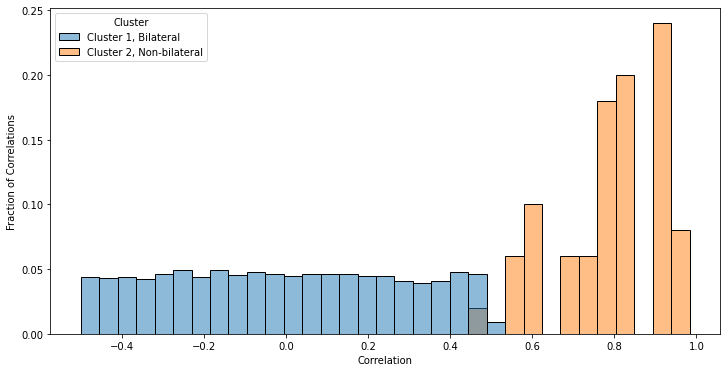 Cluster
Cluster 1, Bilateral
Cluster 2, Non-bilateral
Fraction of Correlations
0.25
0.20
0.15
0.10
0.05
0.00
−0.4
−0.2
0.0
0.2
0.4
0.6
0.8
1.0
Correlation